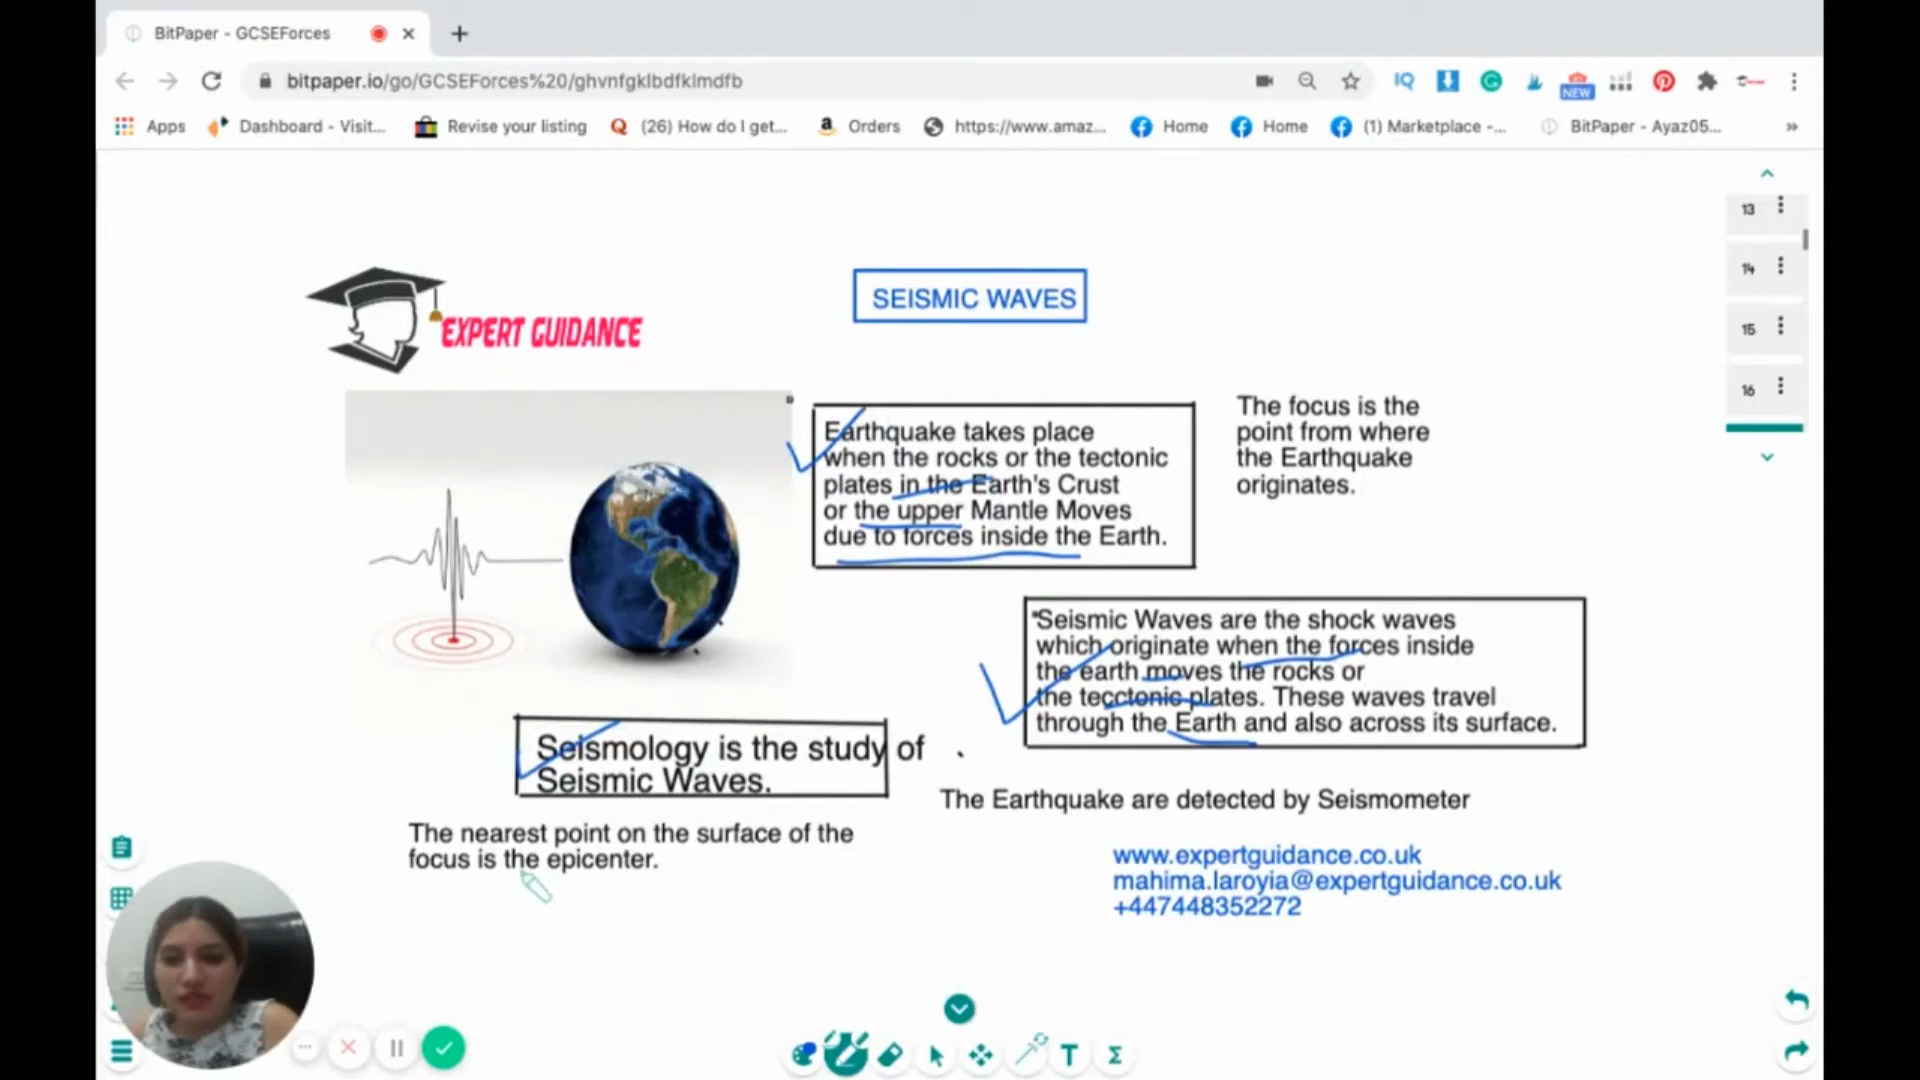 BitPaper - GCSEForces
bitpaper.io/go/GCSEForces%20/ghvnfgklbdfklmdfb
IQ
NEW
Apps
Dashboard - Visit...
Revise your listing
(26) How do I get...
Orders
https://www.amaz...
Home
Home
(1) Marketplace -...
BitPaper - Ayaz05...
13
14
15
16
SEISMIC WAVES
EXPERT GUIDANCE
Earthquake takes place
when the rocks or the tectonic
plates in the Earth's Crust
or the upper Mantle Moves
due to forces inside the Earth.
The focus is the
point from where
the Earthquake
originates.
Seismic Waves are the shock waves
which originate when the forces inside
the earth moves the rocks or
the tecctonic plates. These waves travel
through the Earth and also across its surface.
Seismology is the study of
Seismic Waves.
The Earthquake are detected by Seismometer
The nearest point on the surface of the
focus is the epicenter.
www.expertguidance.co.uk
mahima.laroyia@expertguidance.co.uk
+447448352272
T
Σ